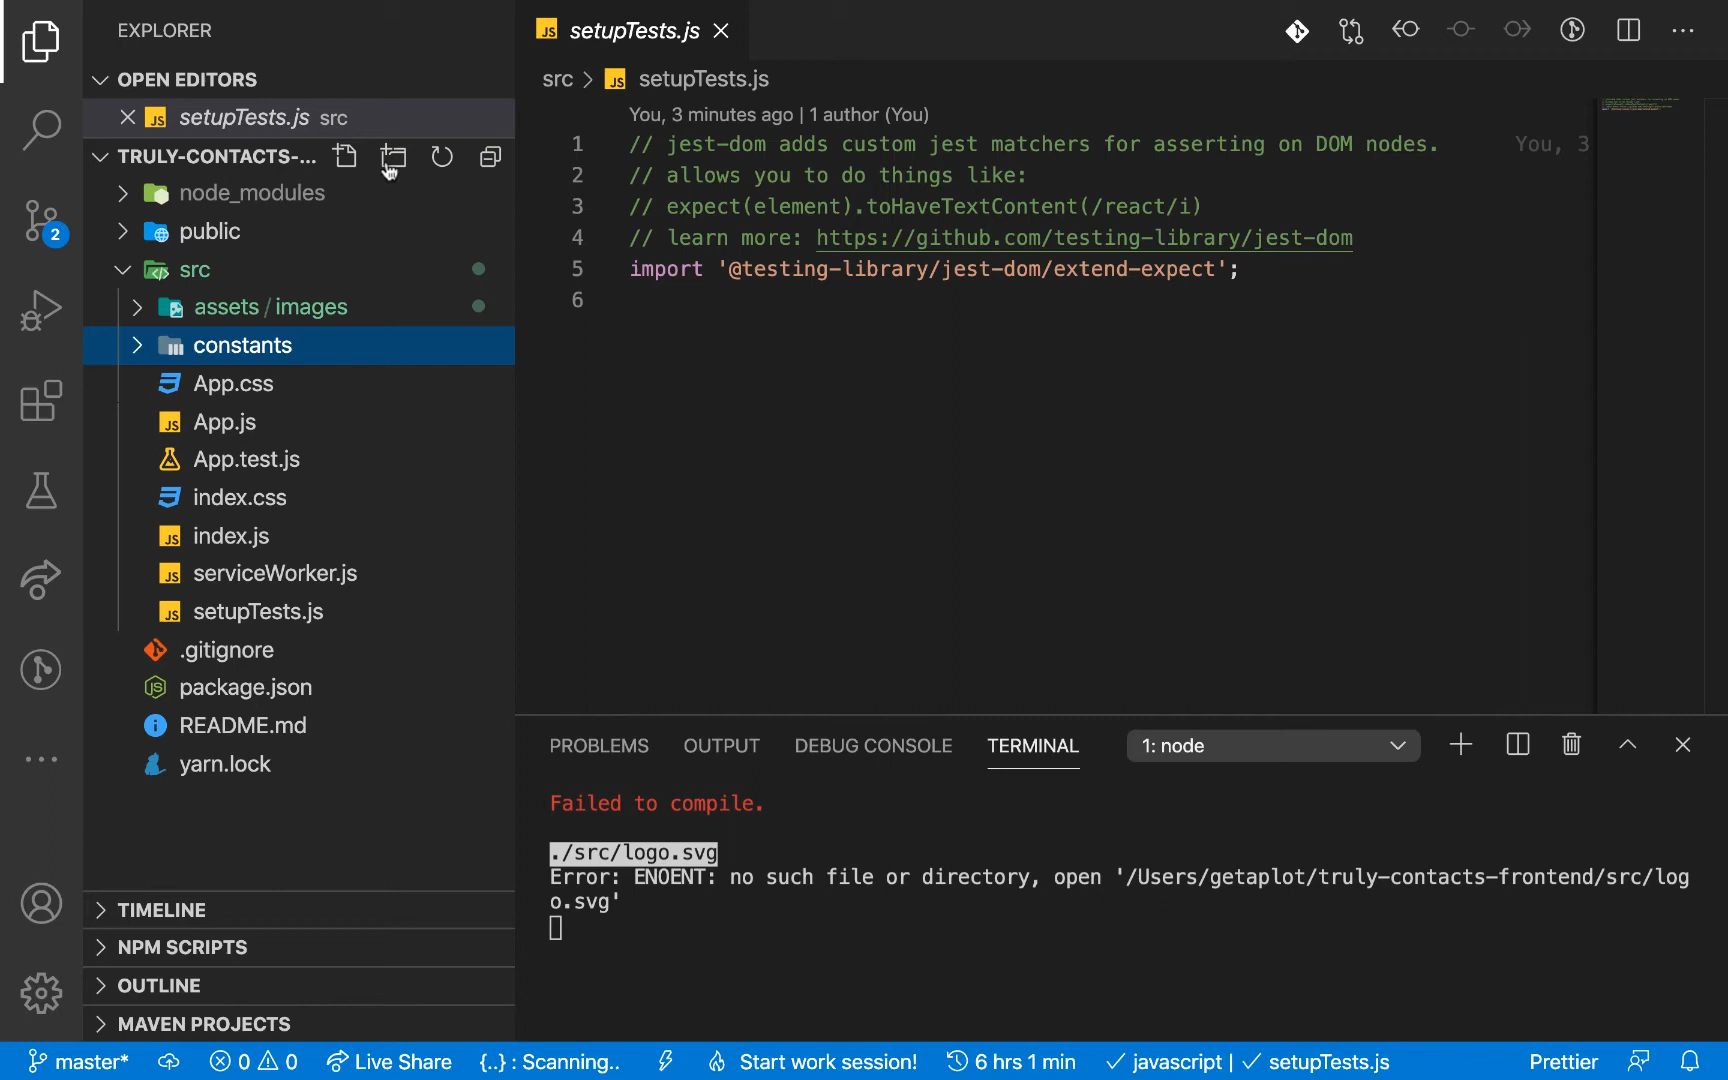 EXPLORER
OPEN EDITORS
setupTests.js src
TRULY-CONTACTS-...
node_modules
public
src
assets / images
constants
App.css
App.js
App.test.js
index.css
index.js
serviceWorker.js
setupTests.js
.gitignore
package.json
README.md
yarn.lock
TIMELINE
NPM SCRIPTS
OUTLINE
MAVEN PROJECTS
2
JS setupTests.js
src > JS setupTests.js
You, 3 minutes ago | 1 author (You)
1 // jest-dom adds custom jest matchers for asserting on DOM nodes. You, 3
2 // allows you to do things like:
3 // expect(element).toHaveTextContent(/react/i)
4 // learn more: https://github.com/testing-library/jest-dom
5 import '@testing-library/jest-dom/extend-expect';
6
PROBLEMS OUTPUT DEBUG CONSOLE TERMINAL 1: node
Failed to compile.
./src/logo.svg
Error: ENOENT: no such file or directory, open '/Users/getaplot/truly-contacts-frontend/src/log
o.svg'
master* 0 0 Live Share {..} : Scanning.. Start work session! 6 hrs 1 min javascript | setupTests.js Prettier